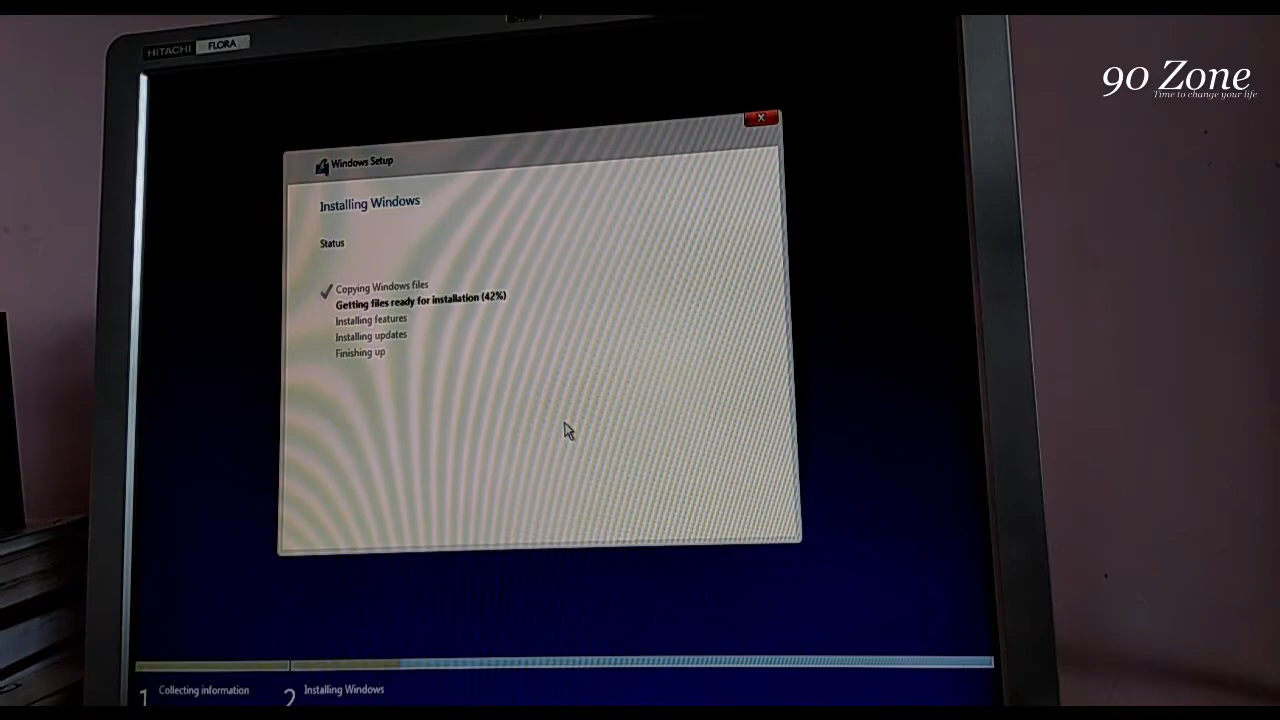 HITACHI FLORA
90 Zone
Time to change your life
Windows Setup
Installing Windows
Status
Copying Windows files
Getting files ready for installation (42%)
Installing features
Installing updates
Finishing up
1 Collecting information
2 Installing Windows